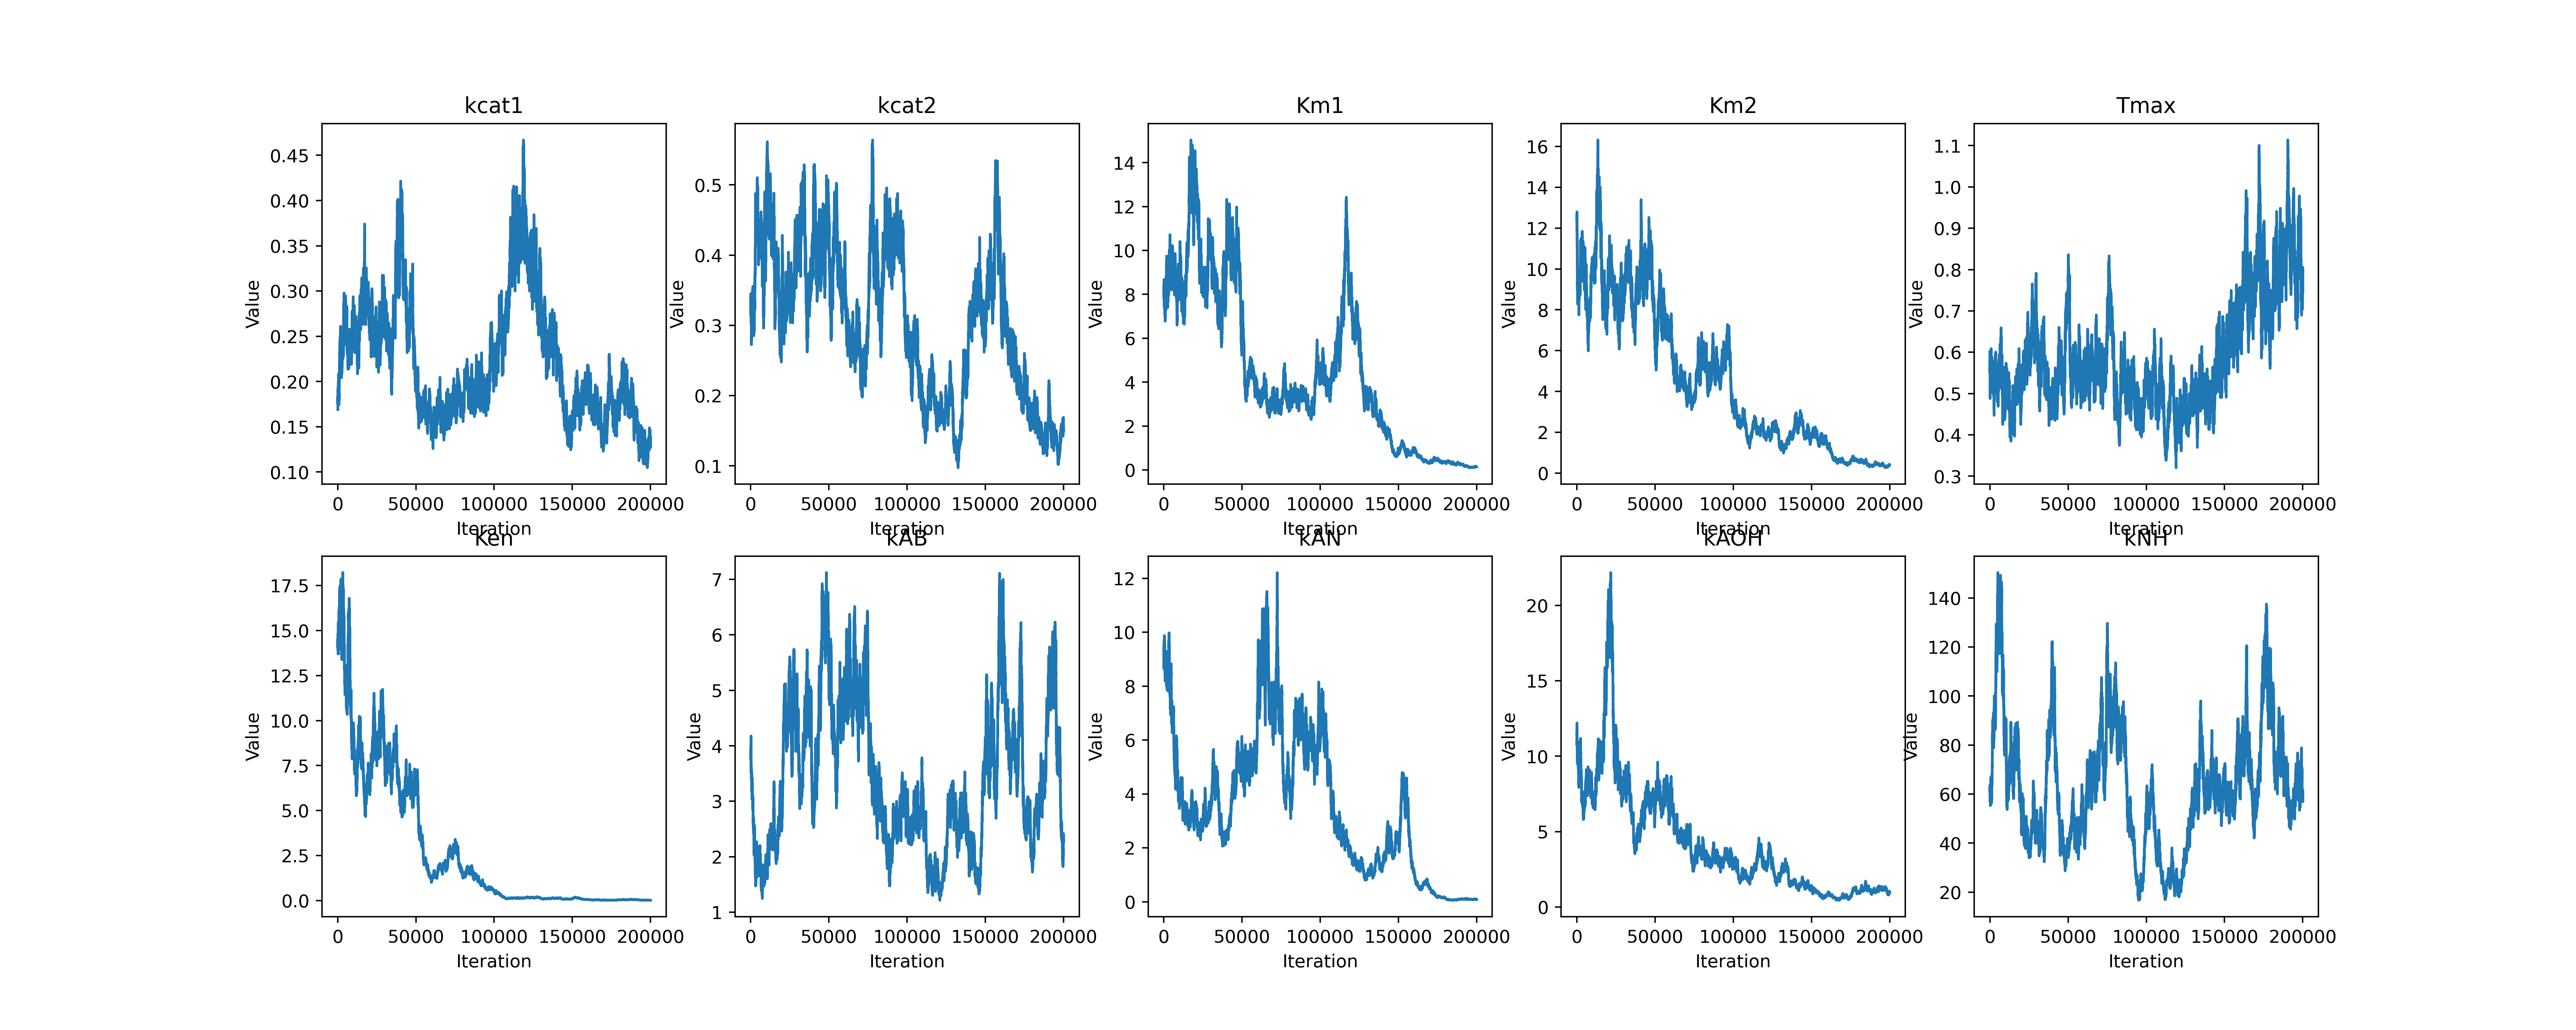 kcat1 kcat2 Km1 Km2 Tmax
0.45 0.5 14 16 1.1
0.40 0.4 12 14 1.0
0.35 0.3 10 12 0.9
0.30 0.2 8 10 0.8
0.25 0.1 6 8 0.7
0.20 4 6 0.6
0.15 2 4 0.5
0.10 0 2 0.4
0 0.3
Value Value Value Value Value
0 50000 100000 150000 200000 0 50000 100000 150000 200000 0 50000 100000 150000 200000 0 50000 100000 150000 200000 0 50000 100000 150000 200000
Iteration Iteration Iteration Iteration Iteration
Ken kAB kAN kAOH kNH
17.5 7 12 20 140
15.0 6 10 15 120
12.5 5 8 10 100
10.0 4 6 5 80
7.5 3 4 0 60
5.0 2 2 40
2.5 1 0 20
0.0
Value Value Value Value Value
0 50000 100000 150000 200000 0 50000 100000 150000 200000 0 50000 100000 150000 200000 0 50000 100000 150000 200000 0 50000 100000 150000 200000
Iteration Iteration Iteration Iteration Iteration